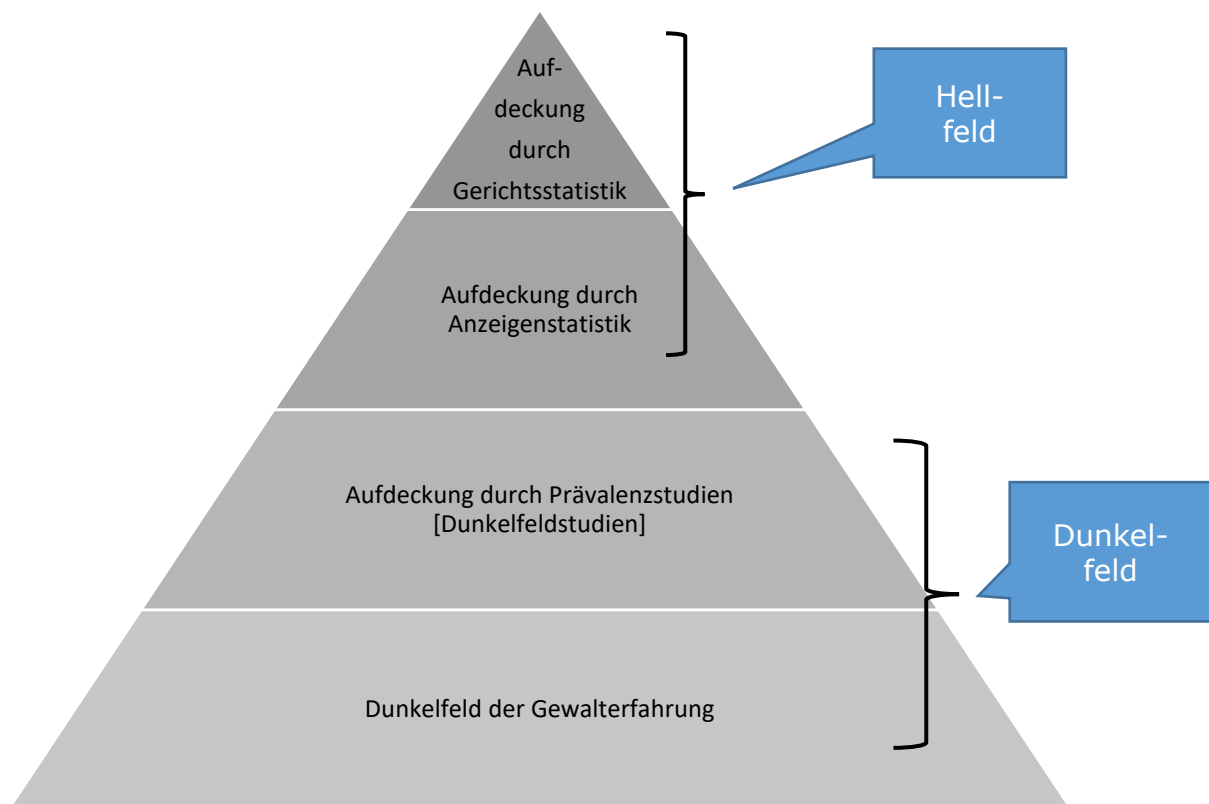 Auf-
deckung
durch
Gerichtsstatistik
Hell-
feld
Aufdeckung durch
Anzeigenstatistik
Aufdeckung durch Prävalenzstudien
[Dunkelfeldstudien]
Dunkel-
feld
Dunkelfeld der Gewalterfahrung